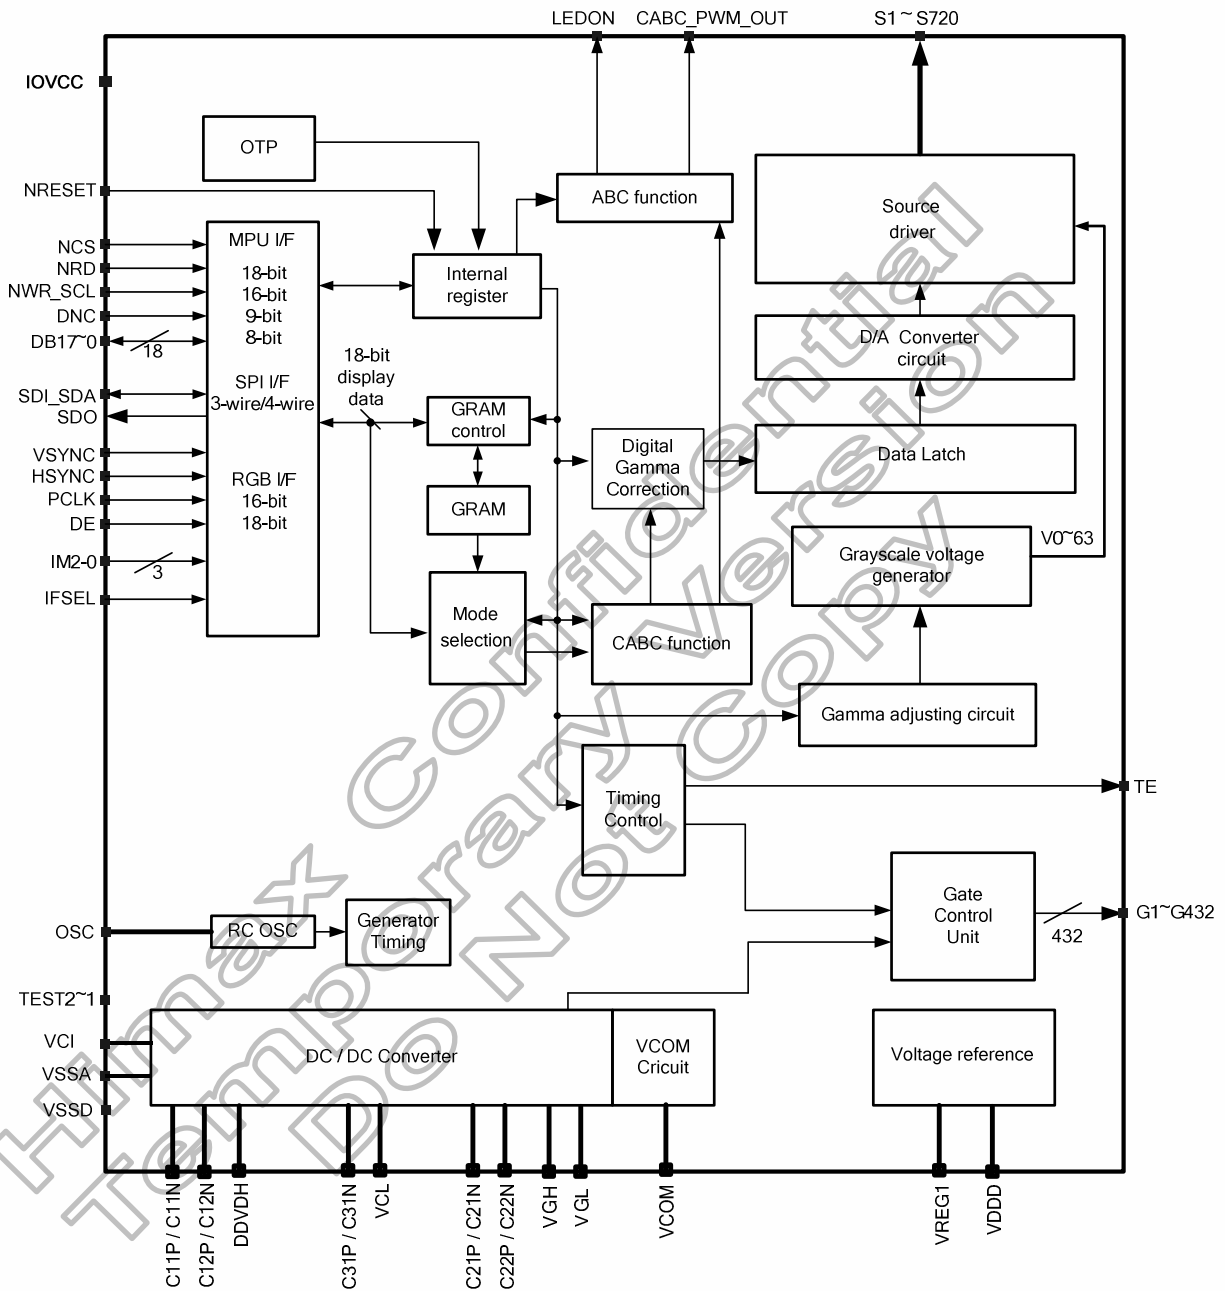 LEDON CABC_PWM_OUT S1~S720
IOVCC
OTP
NRESET
ABC function
Source
driver
NCS
NRD
NWR_SCL
DNC
DB17~0
18
SDI_SDA
SDO
VSYNC
HSYNC
PCLK
DE
IM2-0
3
IFSEL
MPU I/F
18-bit
16-bit
9-bit
8-bit
SPI I/F
3-wire/4-wire
RGB I/F
16-bit
18-bit
Internal
register
18-bit
display
data
GRAM
control
GRAM
Mode
selection
Digital
Gamma
Correction
CABC function
D/A Converter
circuit
Data Latch
Grayscale voltage
generator
V0~63
Gamma adjusting circuit
Timing
Control
TE
Gate
Control
Unit
432
G1~G432
OSC
RC OSC
Generator
Timing
TEST2~1
VCI
VSSA
VSSD
DC / DC Converter
VCOM
Cricuit
Voltage reference
C11P / C11N
C12P / C12N
DDVDH
C31P / C31N
VCL
C21P / C21N
C22P / C22N
VGH
VGL
VCOM
VREG1
VDDD
Himax Confidential
Temporary Version
Do Not Copy